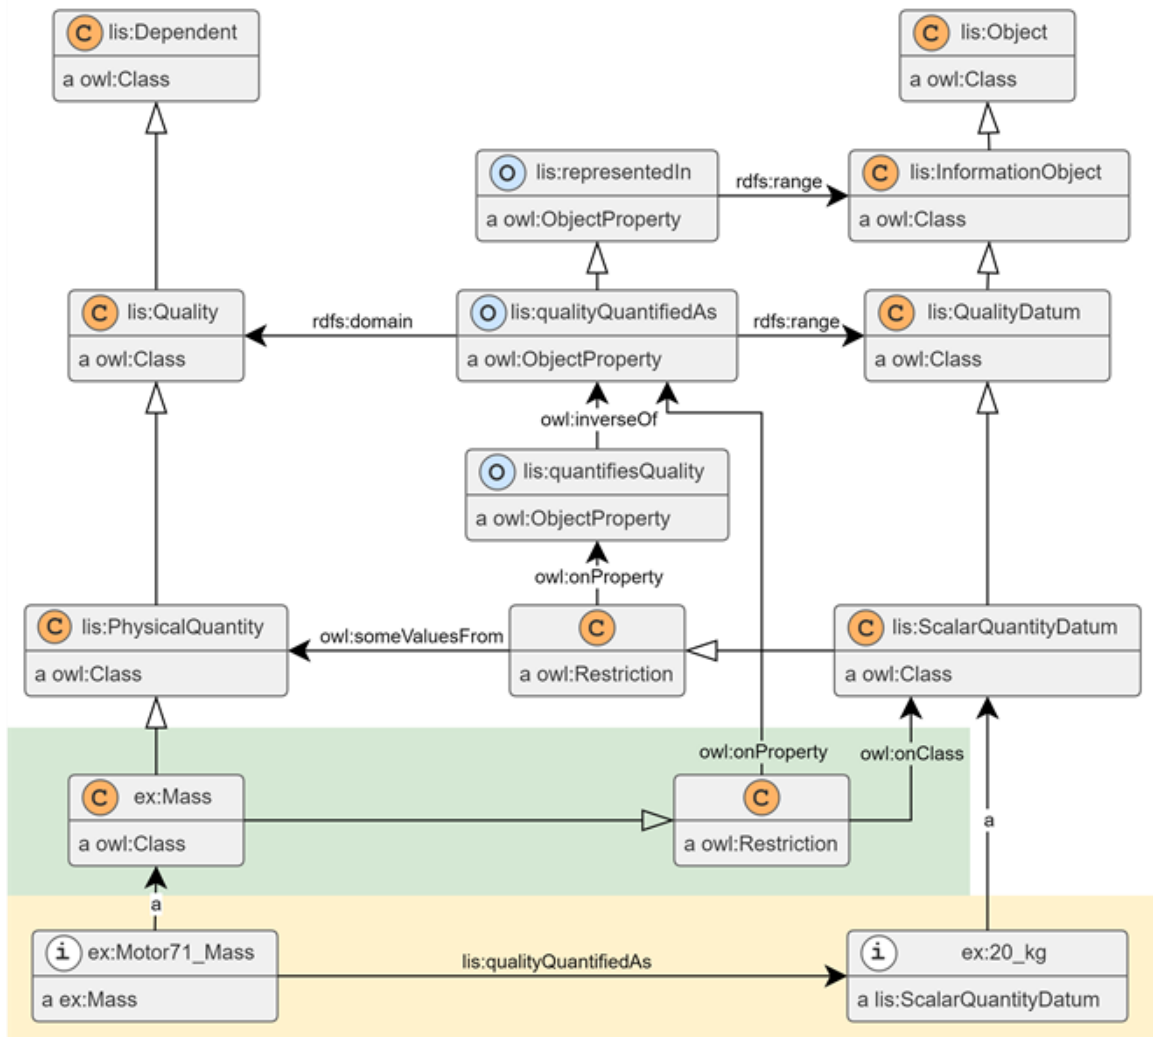 C lis:Dependent
a owl:Class
C lis:Object
a owl:Class
O lis:representedIn
a owl:ObjectProperty
rdfs:range
C lis:InformationObject
a owl:Class
C lis:Quality
a owl:Class
rdfs:domain
O lis:qualityQuantifiedAs
a owl:ObjectProperty
rdfs:range
C lis:QualityDatum
a owl:Class
owl:inverseOf
O lis:quantifiesQuality
a owl:ObjectProperty
owl:onProperty
C lis:PhysicalQuantity
a owl:Class
owl:someValuesFrom
C
a owl:Restriction
C lis:ScalarQuantityDatum
a owl:Class
owl:onProperty
owl:onClass
C ex:Mass
a owl:Class
C
a owl:Restriction
a
a
i ex:Motor71_Mass
a ex:Mass
lis:qualityQuantifiedAs
i ex:20_kg
a lis:ScalarQuantityDatum